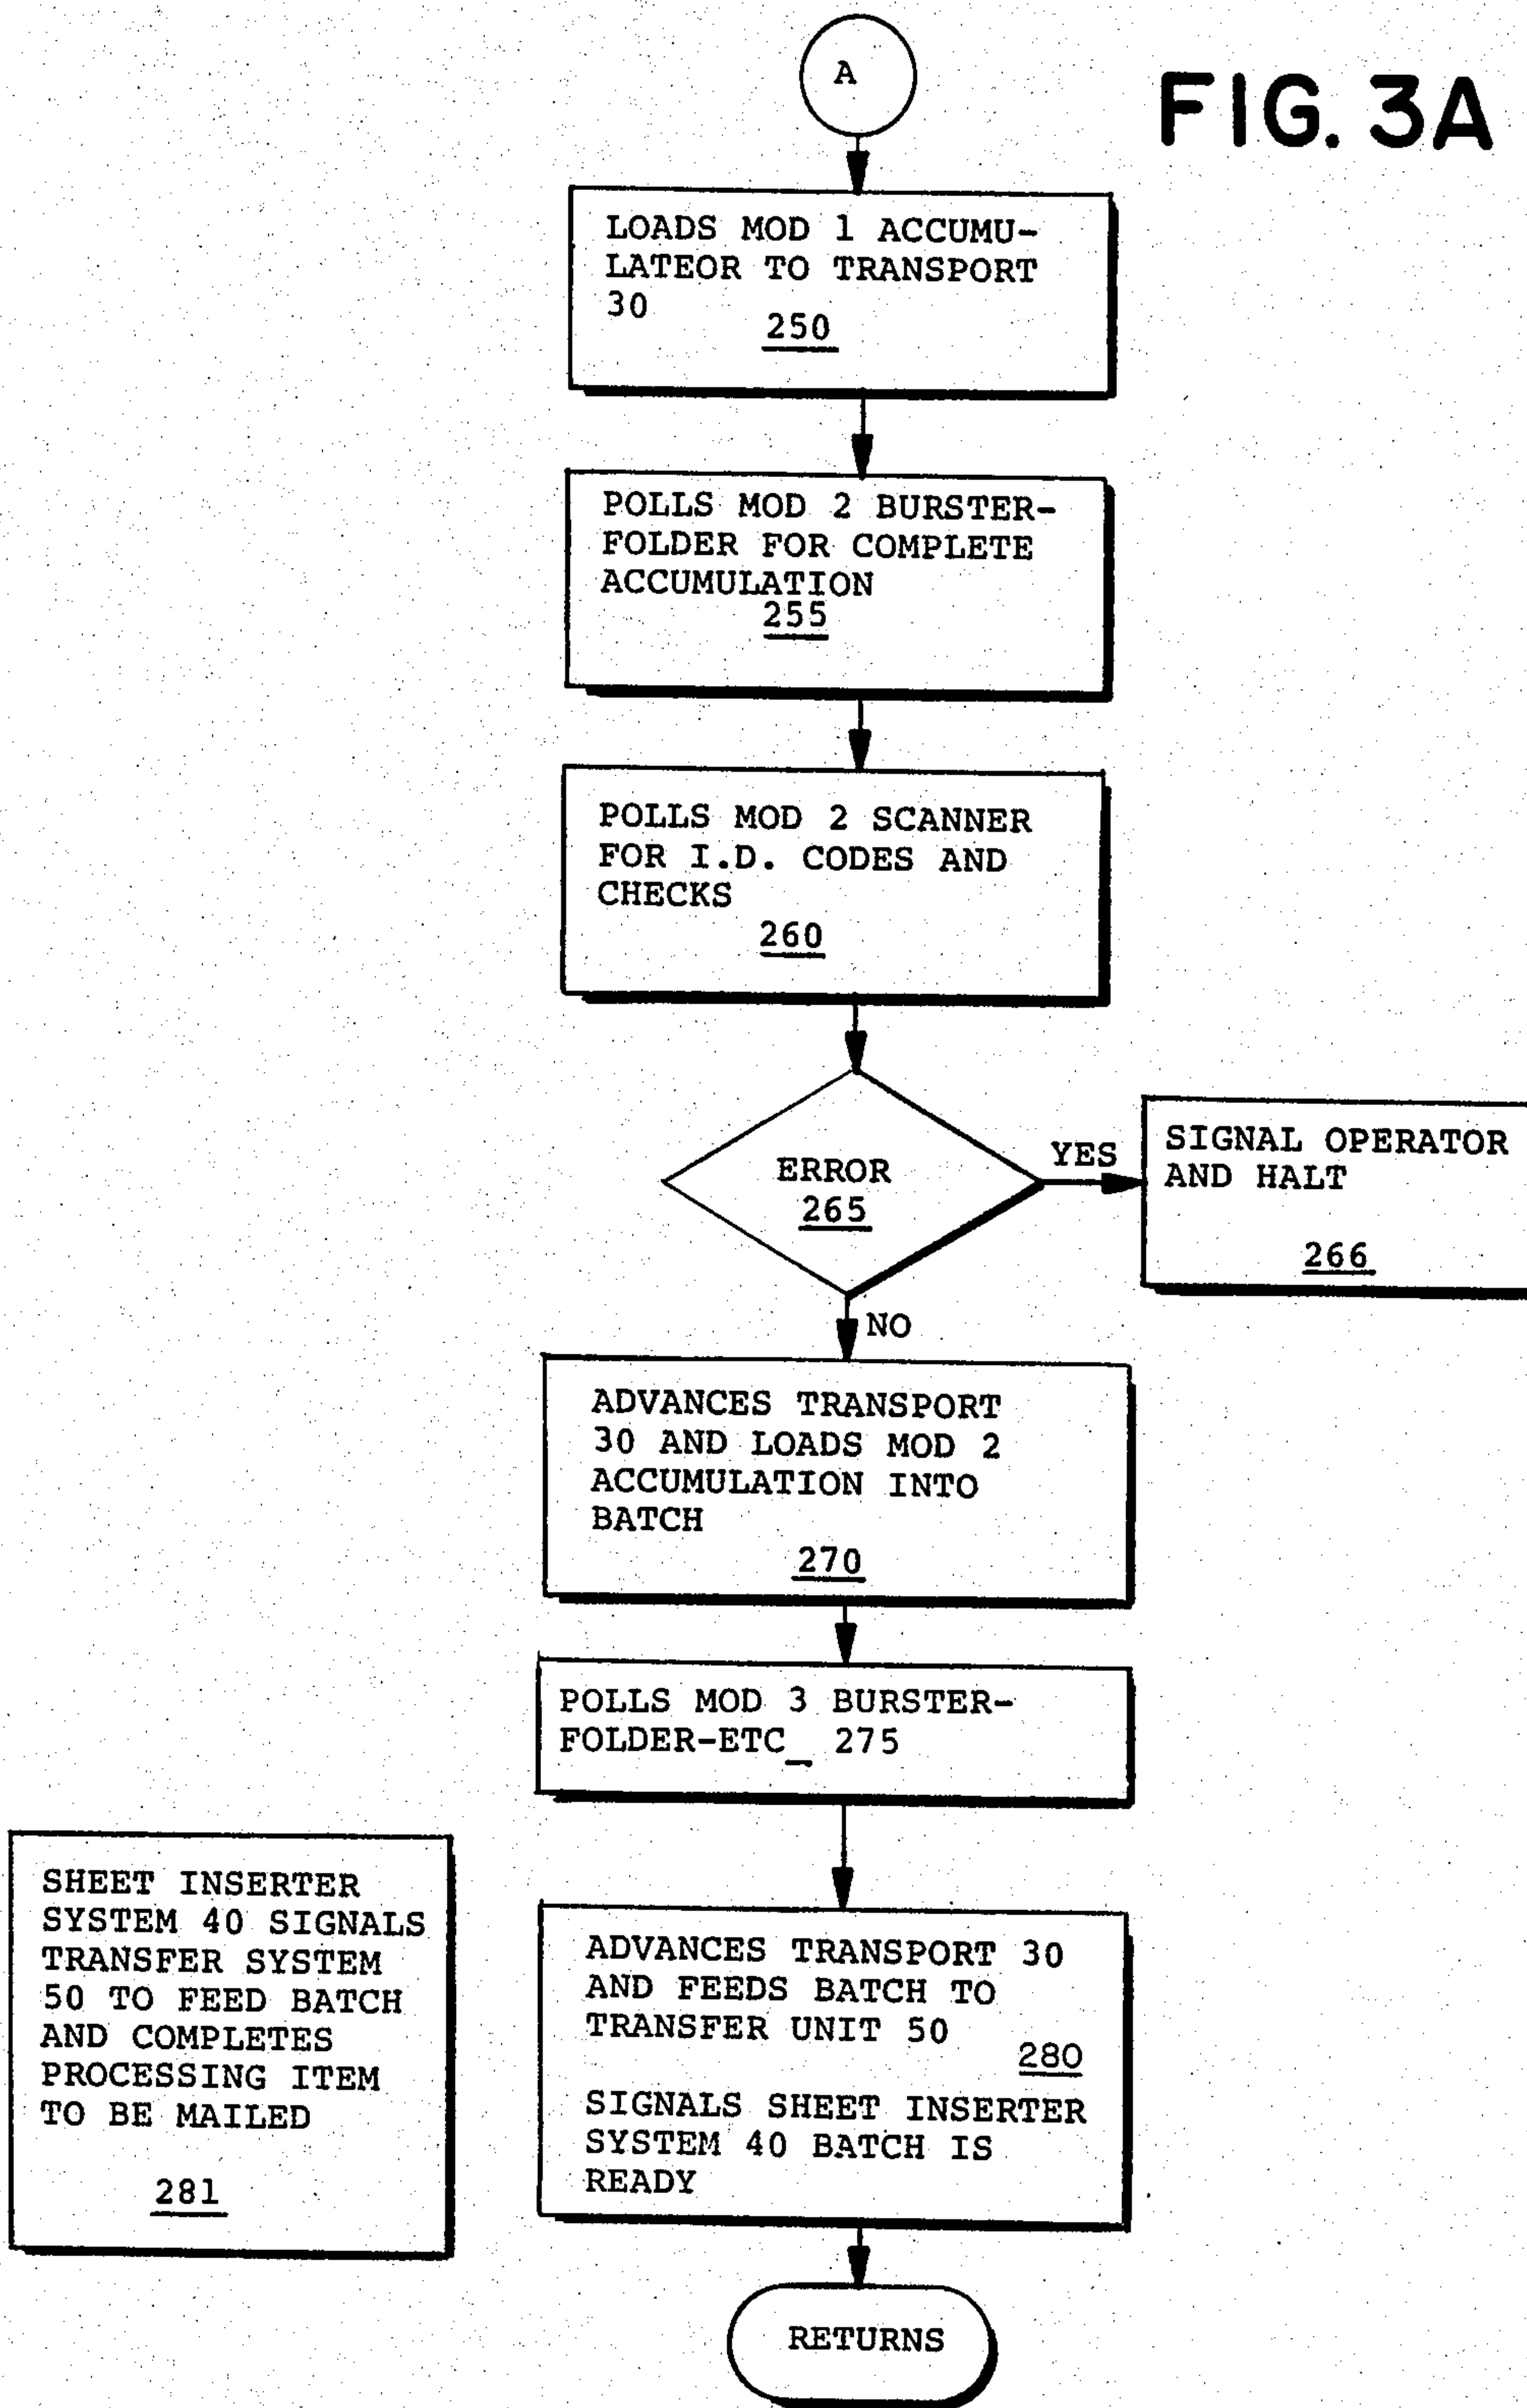 A
FIG. 3A
LOADS MOD 1 ACCUMU-
LATEOR TO TRANSPORT
30
250
POLLS MOD 2 BURSTER-
FOLDER FOR COMPLETE
ACCUMULATION
255
POLLS MOD 2 SCANNER
FOR I.D. CODES AND
CHECKS
260
ERROR
265
YES
SIGNAL OPERATOR
AND HALT
266
NO
ADVANCES TRANSPORT
30 AND LOADS MOD 2
ACCUMULATION INTO
BATCH
270
POLLS MOD 3 BURSTER-
FOLDER-ETC_ 275
SHEET INSERTER
SYSTEM 40 SIGNALS
TRANSFER SYSTEM
50 TO FEED BATCH
AND COMPLETES
PROCESSING ITEM
TO BE MAILED
281
ADVANCES TRANSPORT 30
AND FEEDS BATCH TO
TRANSFER UNIT 50
280
SIGNALS SHEET INSERTER
SYSTEM 40 BATCH IS
READY
RETURNS